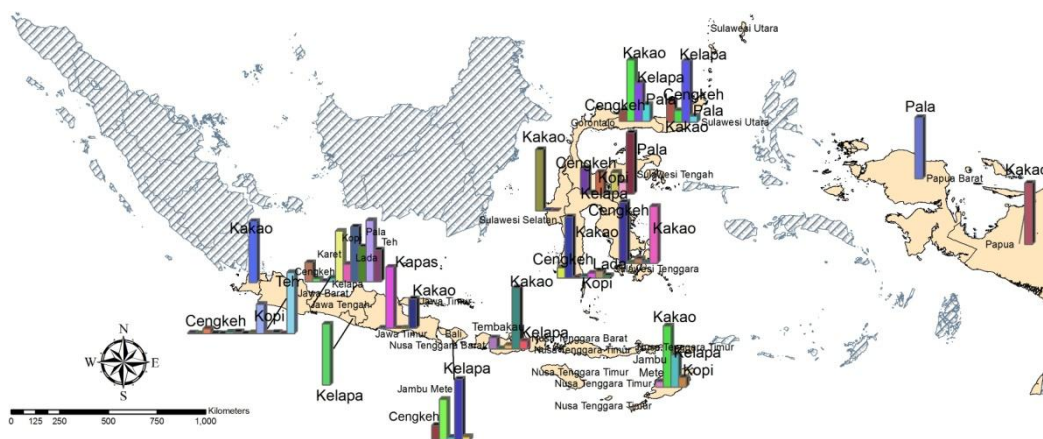 Sulawesi Utara
Kakao
Kelapa
Kelapa
Cengkeh
Cengkeh
Pala
Pala
Gorontalo
Kakao
Sulawesi Utara
Pala
Kakao
Pala
Cengkeh
Kopi
Sulawesi Tengah
Papua Barat
Kakao
Kelapa
Sulawesi Selatan
Cengkeh
Kakao
Kakao
Papua
Kakao
Kopi
Pala
Teh
Karet
Lada
Cengkeh
Kelapa
Cengkeh
Lada
Sulawesi Tenggara
Kopi
Teh
Jawa Barat
Kapas
Kakao
Jawa Timur
Kakao
Jawa Tengah
Cengkeh
Kopi
Jawa Timur
Bali
Tembakau
Kelapa
Nusa Tenggara Barat
Nusa Tenggara Barat
Nusa Tenggara Timur
Kakao
Nusa Tenggara Timur
Kelapa
Jambu
Mete
Kopi
Nusa Tenggara Timur
Nusa Tenggara Timur
Nusa Tenggara Timur
Kelapa
Kelapa
Jambu Mete
Cengkeh
N
W E
S
Kilometers
0 125 250 500 750 1,000